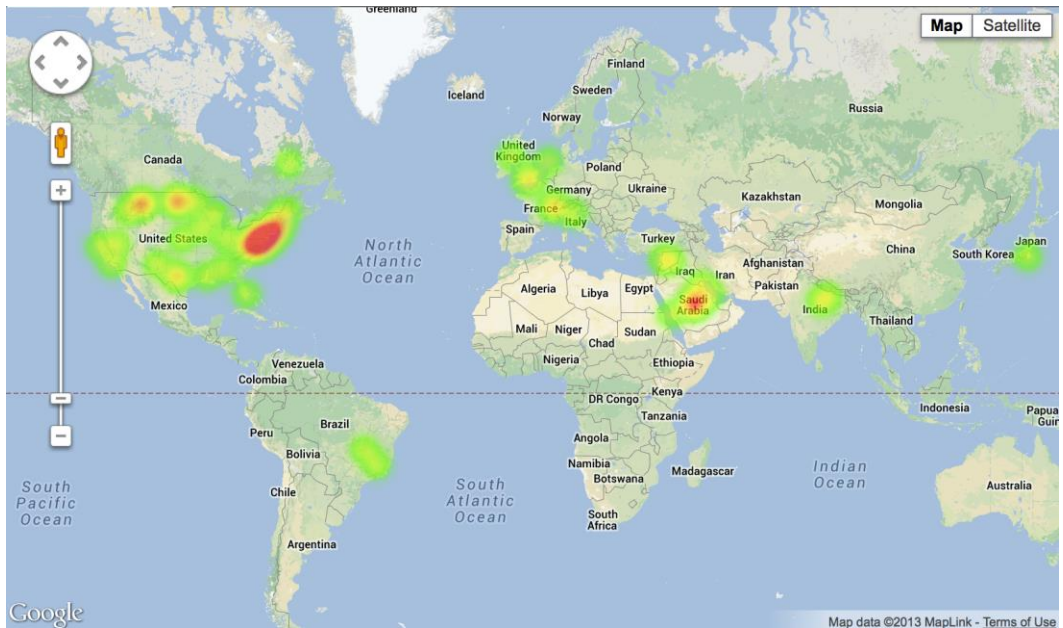 Greenland
Map Satellite
Finland
Iceland
Sweden
Russia
Norway
Canada
United
Kingdom
Poland
Germany
Ukraine
Kazakhstan
Mongolia
France
Italy
United States
Spain
Turkey
China
South Korea
Japan
North
Atlantic
Ocean
Iraq
Iran
Afghanistan
Pakistan
Algeria
Libya
Egypt
Saudi
Arabia
India
Mexico
Mali
Niger
Sudan
Chad
Thailand
Nigeria
Ethiopia
Venezuela
Colombia
Kenya
DR Congo
Indonesia
Papua
Guin
Tanzania
Brazil
Peru
Angola
Bolivia
Namibia
Botswana
Madagascar
Indian
Ocean
South
Pacific
Ocean
Chile
South
Atlantic
Ocean
Australia
South
Africa
Argentina
Google
Map data ©2013 MapLink - Terms of Use